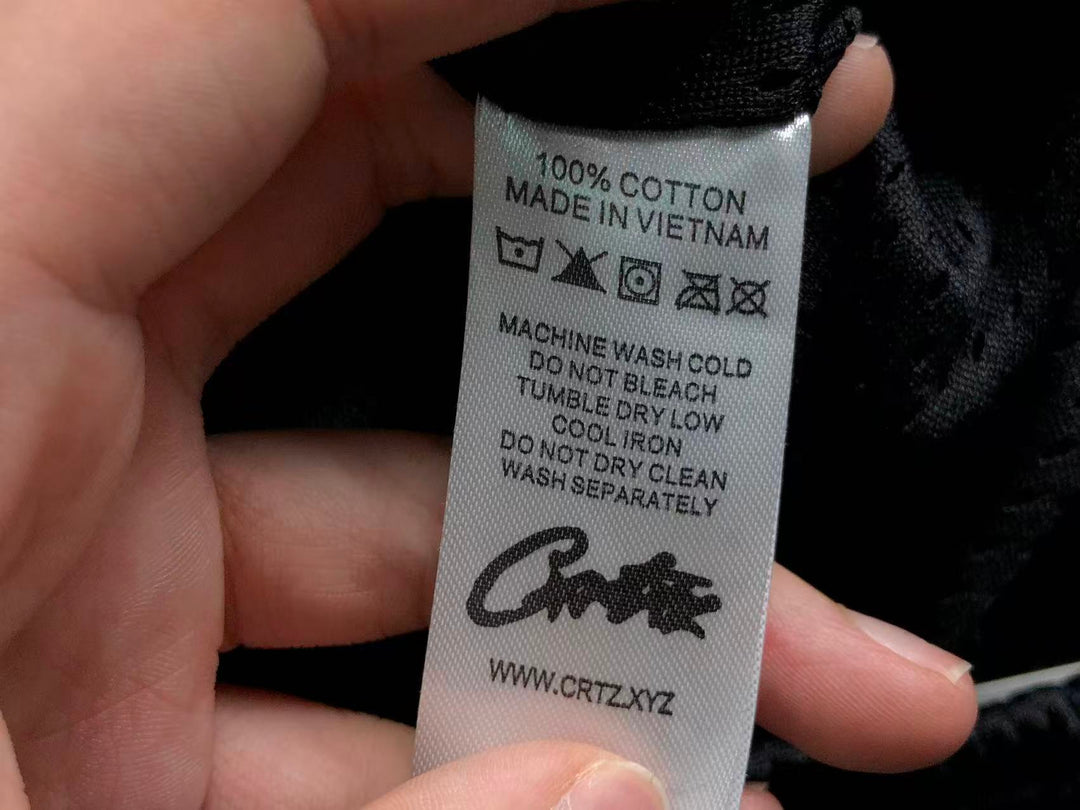 100% COTTON
MADE IN VIETNAM
MACHINE WASH COLD
DO NOT BLEACH
TUMBLE DRY LOW
COOL IRON
DO NOT DRY CLEAN
WASH SEPARATELY
WWW.CRTZ.XYZ